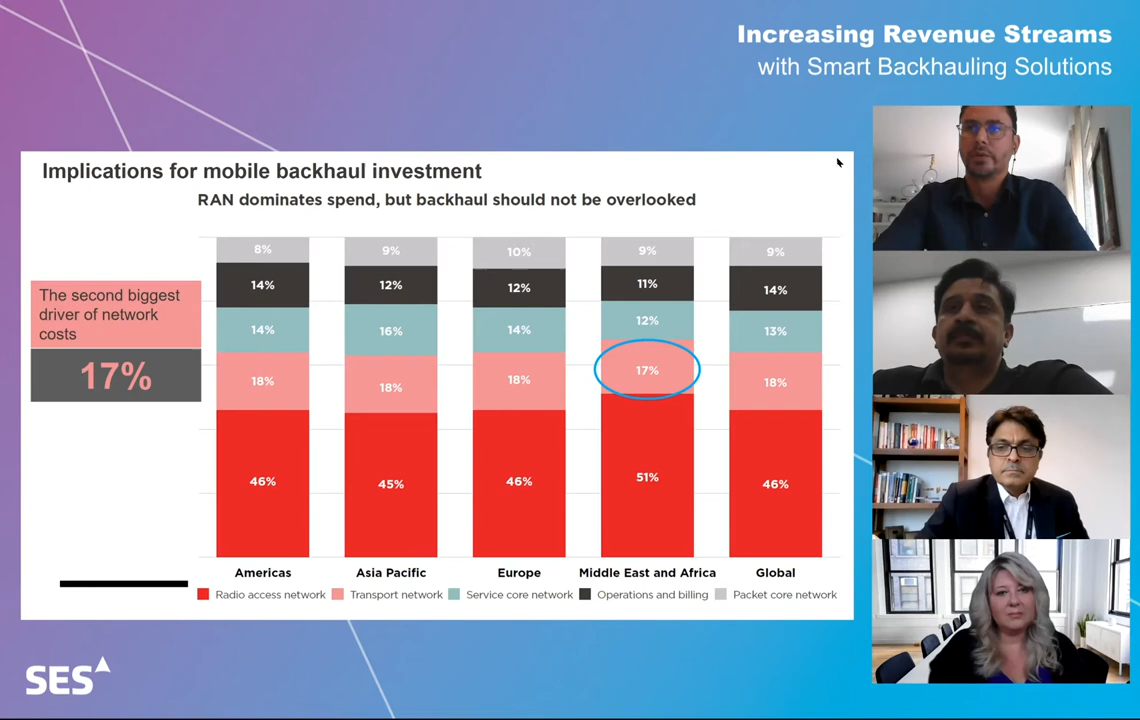 Increasing Revenue Streams
with Smart Backhauling Solutions
Implications for mobile backhaul investment
RAN dominates spend, but backhaul should not be overlooked
The second biggest
driver of network
costs
17%
8%
9%
10%
9%
9%
14%
12%
12%
11%
14%
14%
16%
14%
12%
13%
18%
18%
18%
17%
18%
46%
45%
46%
51%
46%
Americas
Asia Pacific
Europe
Middle East and Africa
Global
Radio access network
Transport network
Service core network
Operations and billing
Packet core network
SES